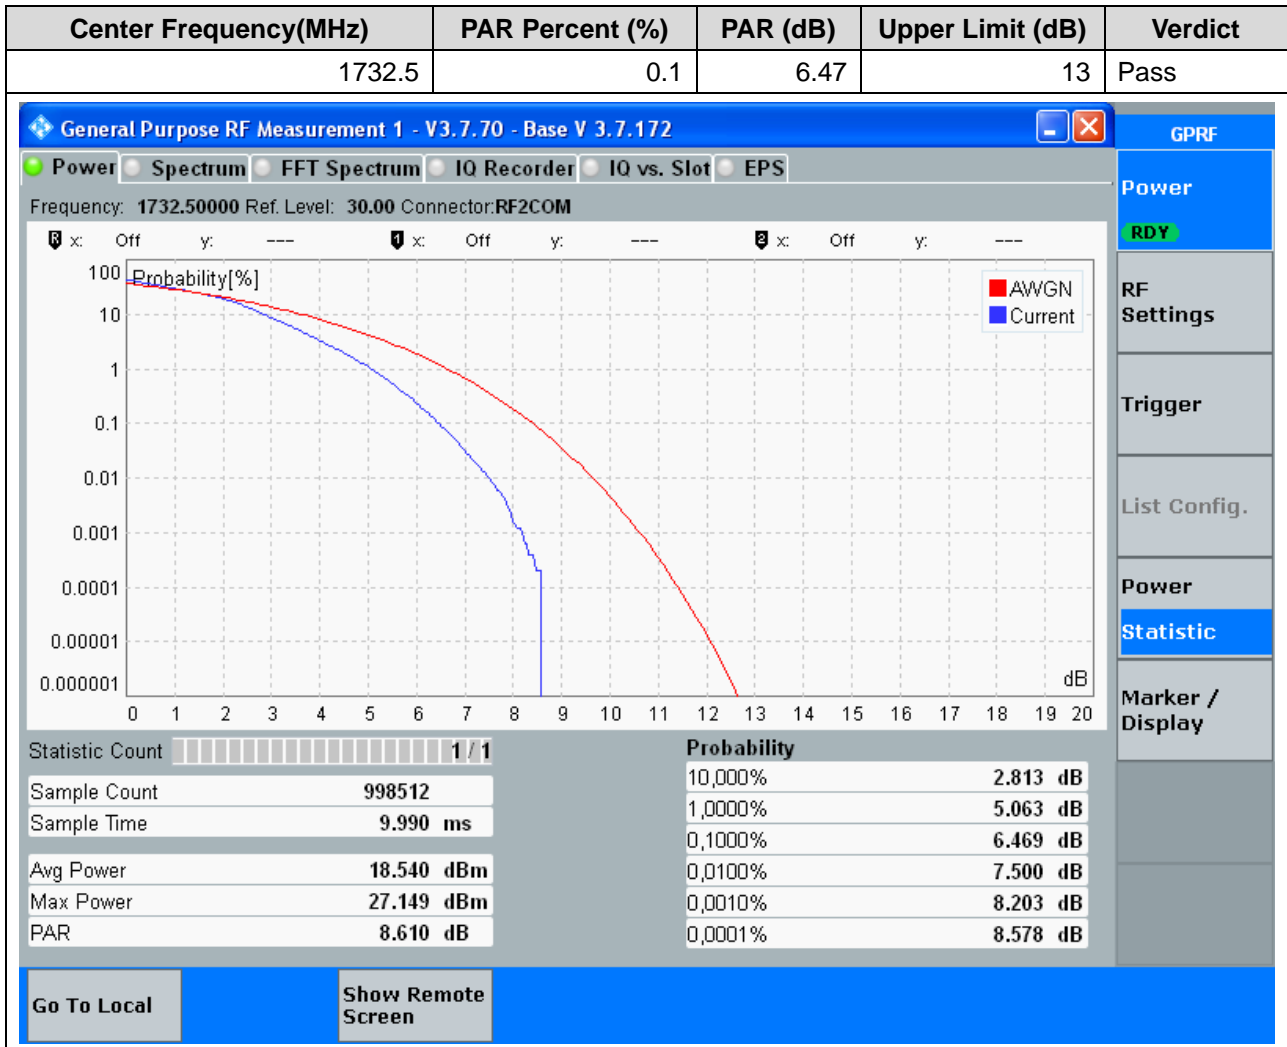 Center Frequency(MHz) PAR Percent (%) PAR (dB) Upper Limit (dB) Verdict
1732.5 0.1 6.47 13 Pass
General Purpose RF Measurement 1 - V3.7.70 - Base V 3.7.172
GPRF
Power Spectrum FFT Spectrum IQ Recorder IQ vs. Slot EPS
Power
RDY
Frequency: 1732.50000 Ref. Level: 30.00 Connector:RF2COM
R x: Off y: --- 1 x: Off y: --- 2 x: Off y: ---
Probability[%]
AWGN
Current
100
10
1
0.1
0.01
0.001
0.0001
0.00001
0.000001
dB
0 1 2 3 4 5 6 7 8 9 10 11 12 13 14 15 16 17 18 19 20
RF
Settings
Trigger
List Config.
Power
Statistic
Marker /
Display
Statistic Count 1 / 1
Sample Count 998512
Sample Time 9.990 ms
Avg Power 18.540 dBm
Max Power 27.149 dBm
PAR 8.610 dB
Probability
10,000% 2.813 dB
1,0000% 5.063 dB
0,1000% 6.469 dB
0,0100% 7.500 dB
0,0010% 8.203 dB
0,0001% 8.578 dB
Go To Local
Show Remote
Screen